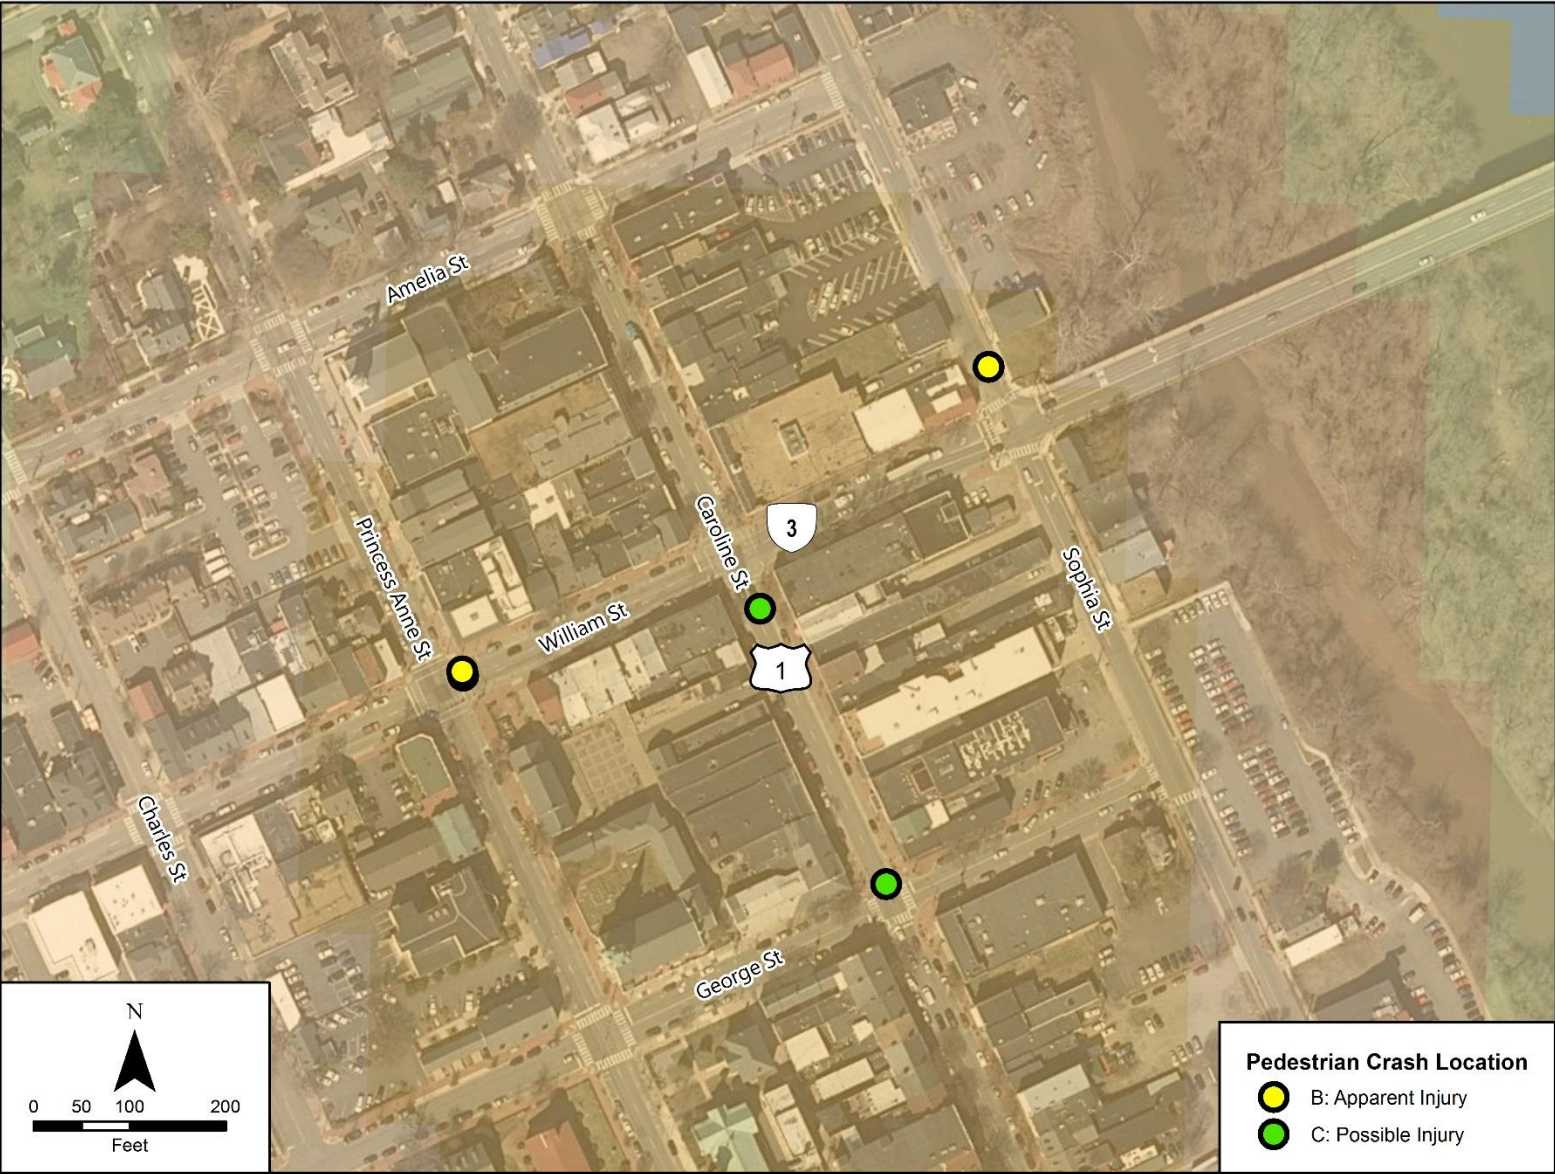 Amelia St
Princess Anne St
Caroline St
3
Sophia St
William St
1
Charles St
George St
N
0 50 100 200
Feet
Pedestrian Crash Location
B: Apparent Injury
C: Possible Injury